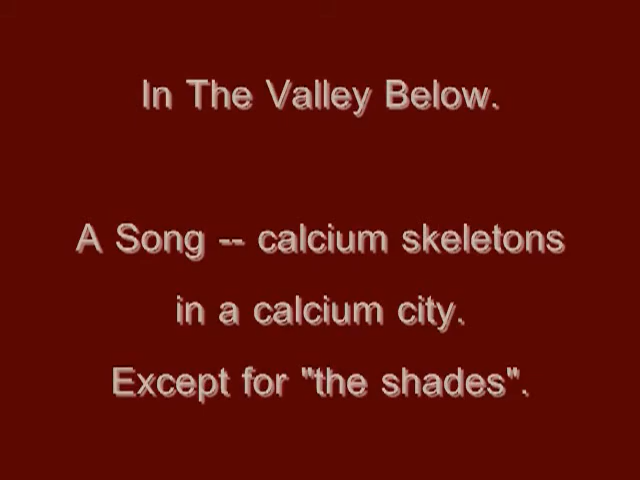 In The Valley Below.
A Song -- calcium skeletons
in a calcium city.
Except for "the shades".